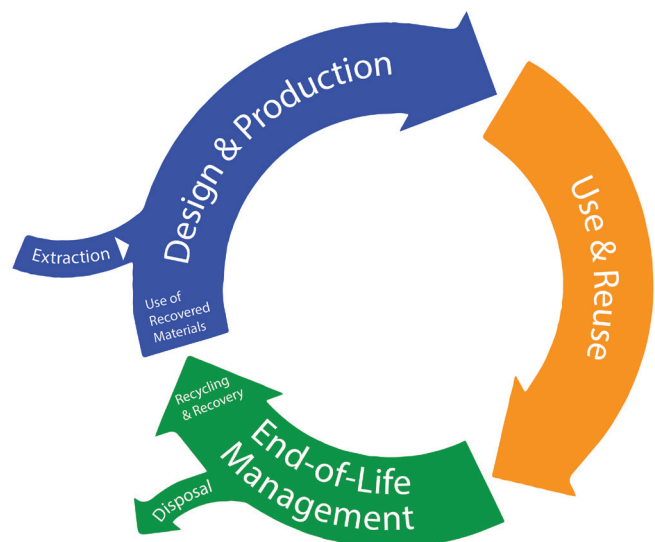 Design & Production
Extraction
Use of
Recovered
Materials
Use & Reuse
End-of-Life
Management
Recycling
& Recovery
Disposal